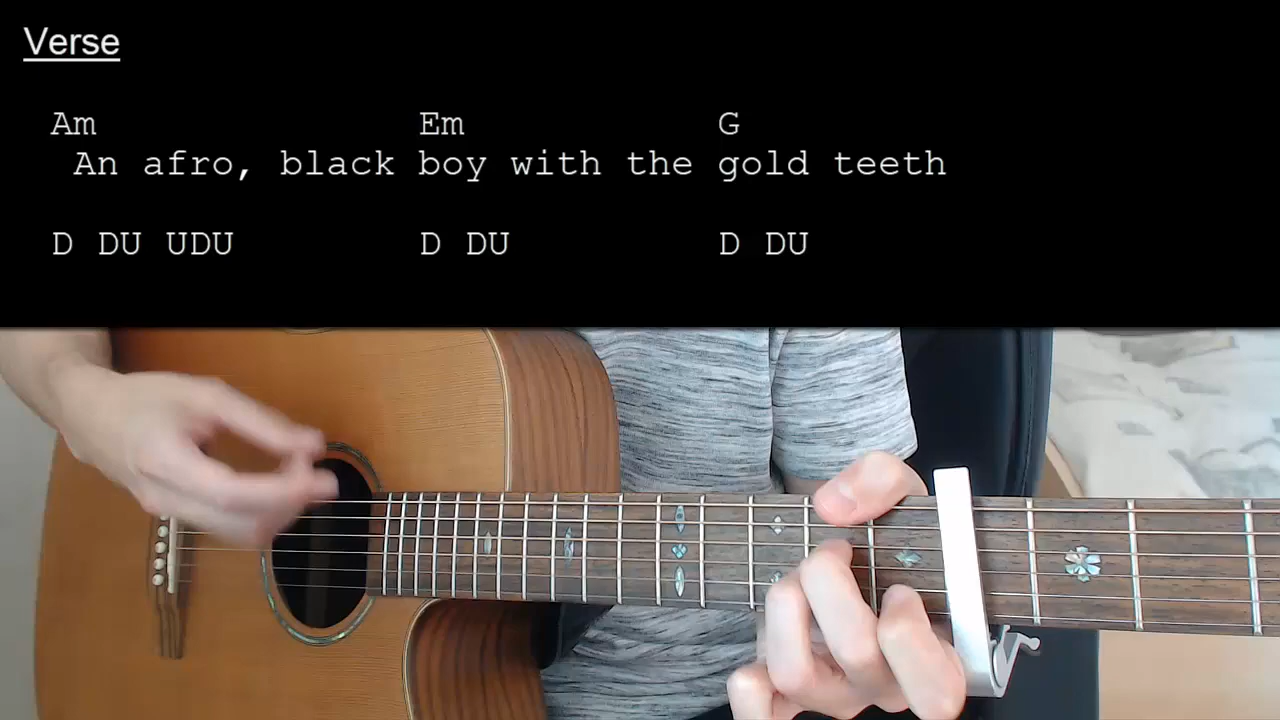 Verse
Am Em G
An afro, black boy with the gold teeth
D DU UDU D DU D DU